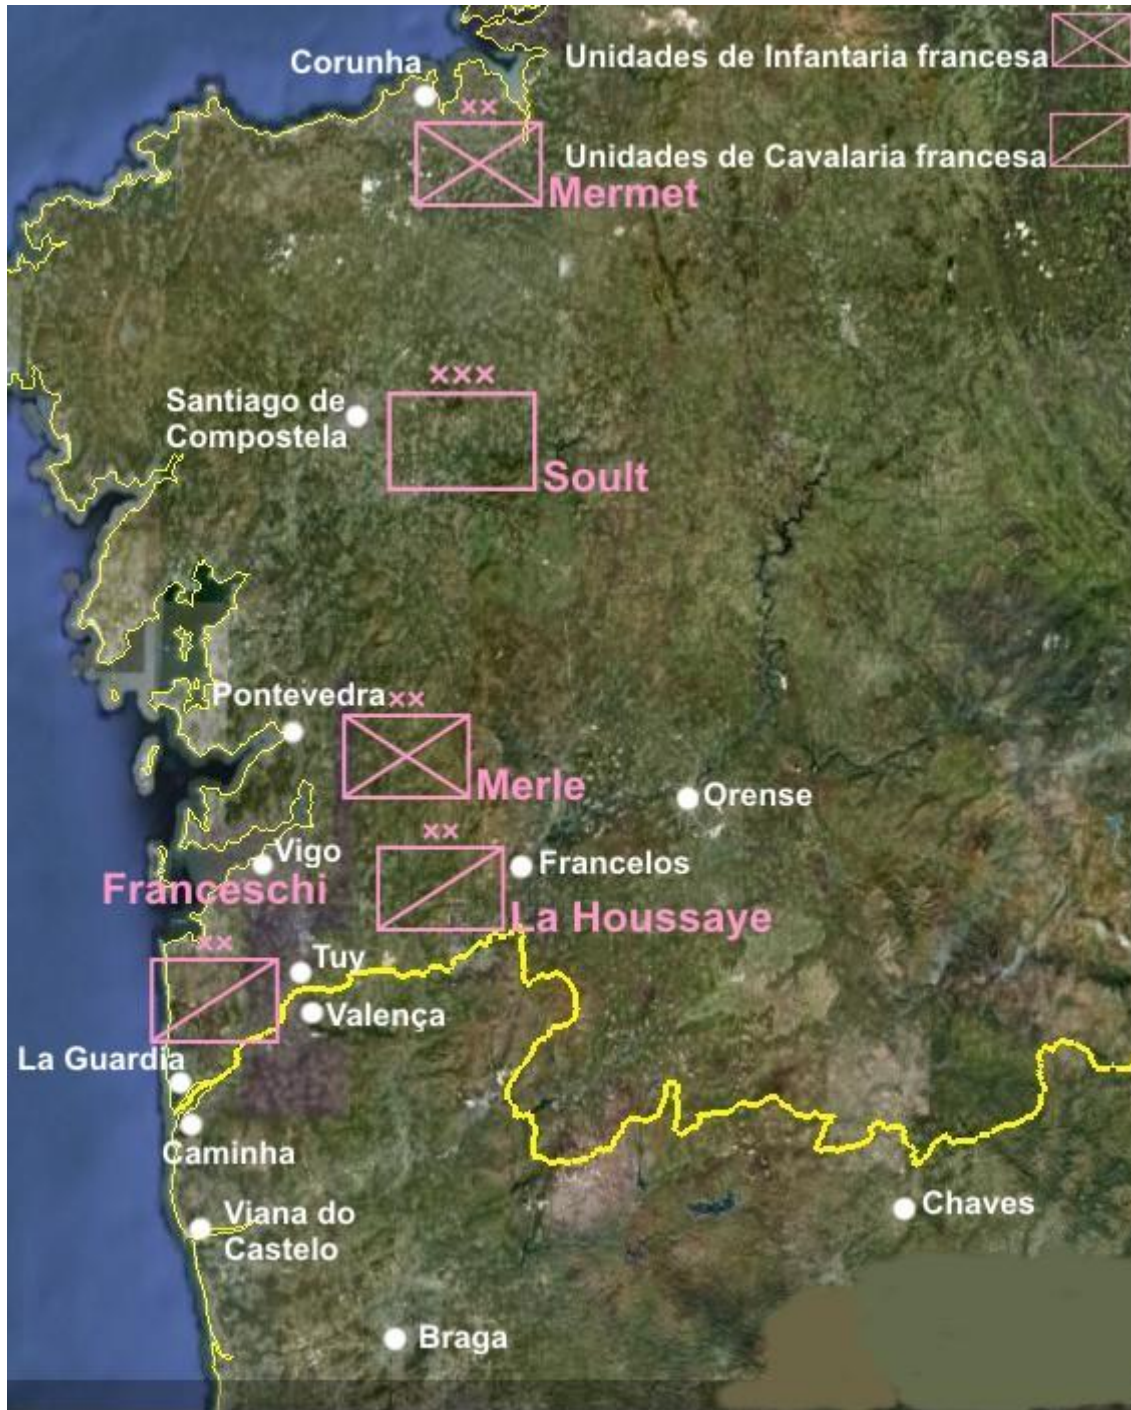 Corunha
Unidades de Infantaria francesa
××
Unidades de Cavalaria francesa
Mermet
×××
Santiago de
Compostela
Soult
Pontevedra
××
Merle
Orense
××
Vigo
Francelos
Franceschi
La Houssaye
××
Tuy
Valença
La Guardia
Caminha
Chaves
Viana do
Castelo
Braga